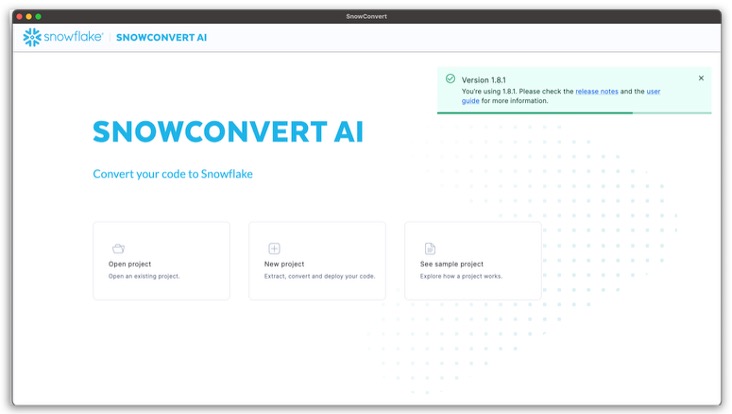 SnowConvert
snowflake® SNOWCONVERT AI
Version 1.8.1
You're using 1.8.1. Please check the release notes and the user
guide for more information.
SNOWCONVERT AI
Convert your code to Snowflake
Open project
Open an existing project.
New project
Extract, convert and deploy your code.
See sample project
Explore how a project works.